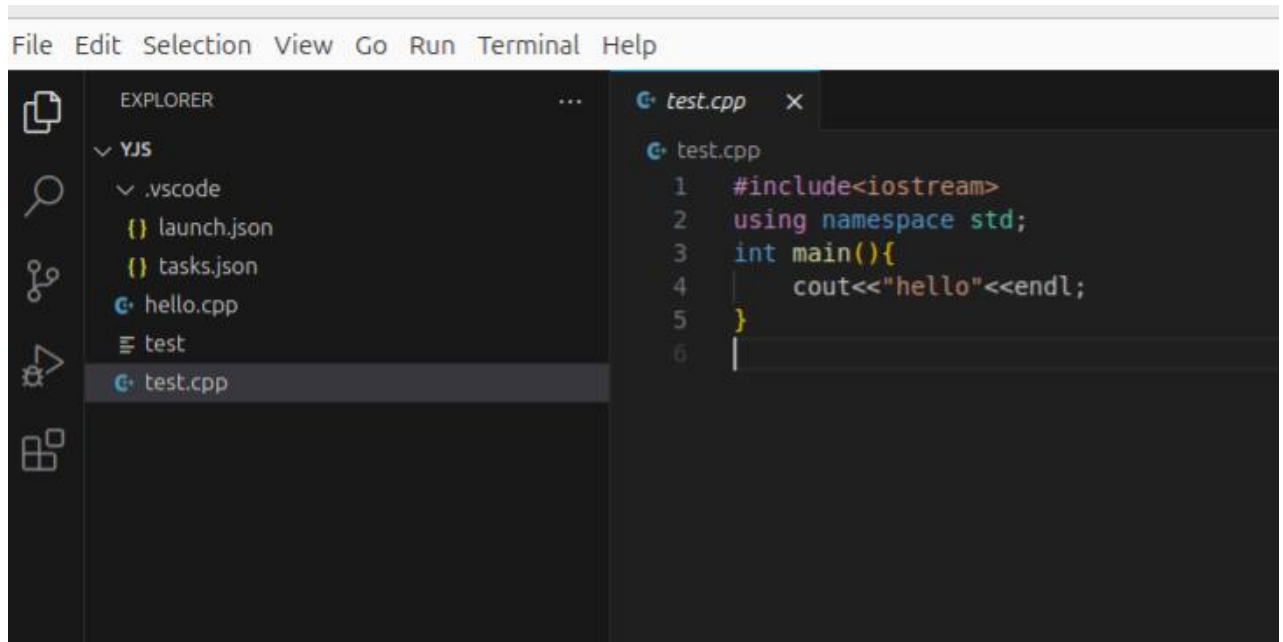 File Edit Selection View Go Run Terminal Help
EXPLORER ...
YJS
.vscode
{} launch.json
{} tasks.json
hello.cpp
test
test.cpp
test.cpp
test.cpp
1 #include<iostream>
2 using namespace std;
3 int main(){
4 cout<<"hello"<<endl;
5 }
6